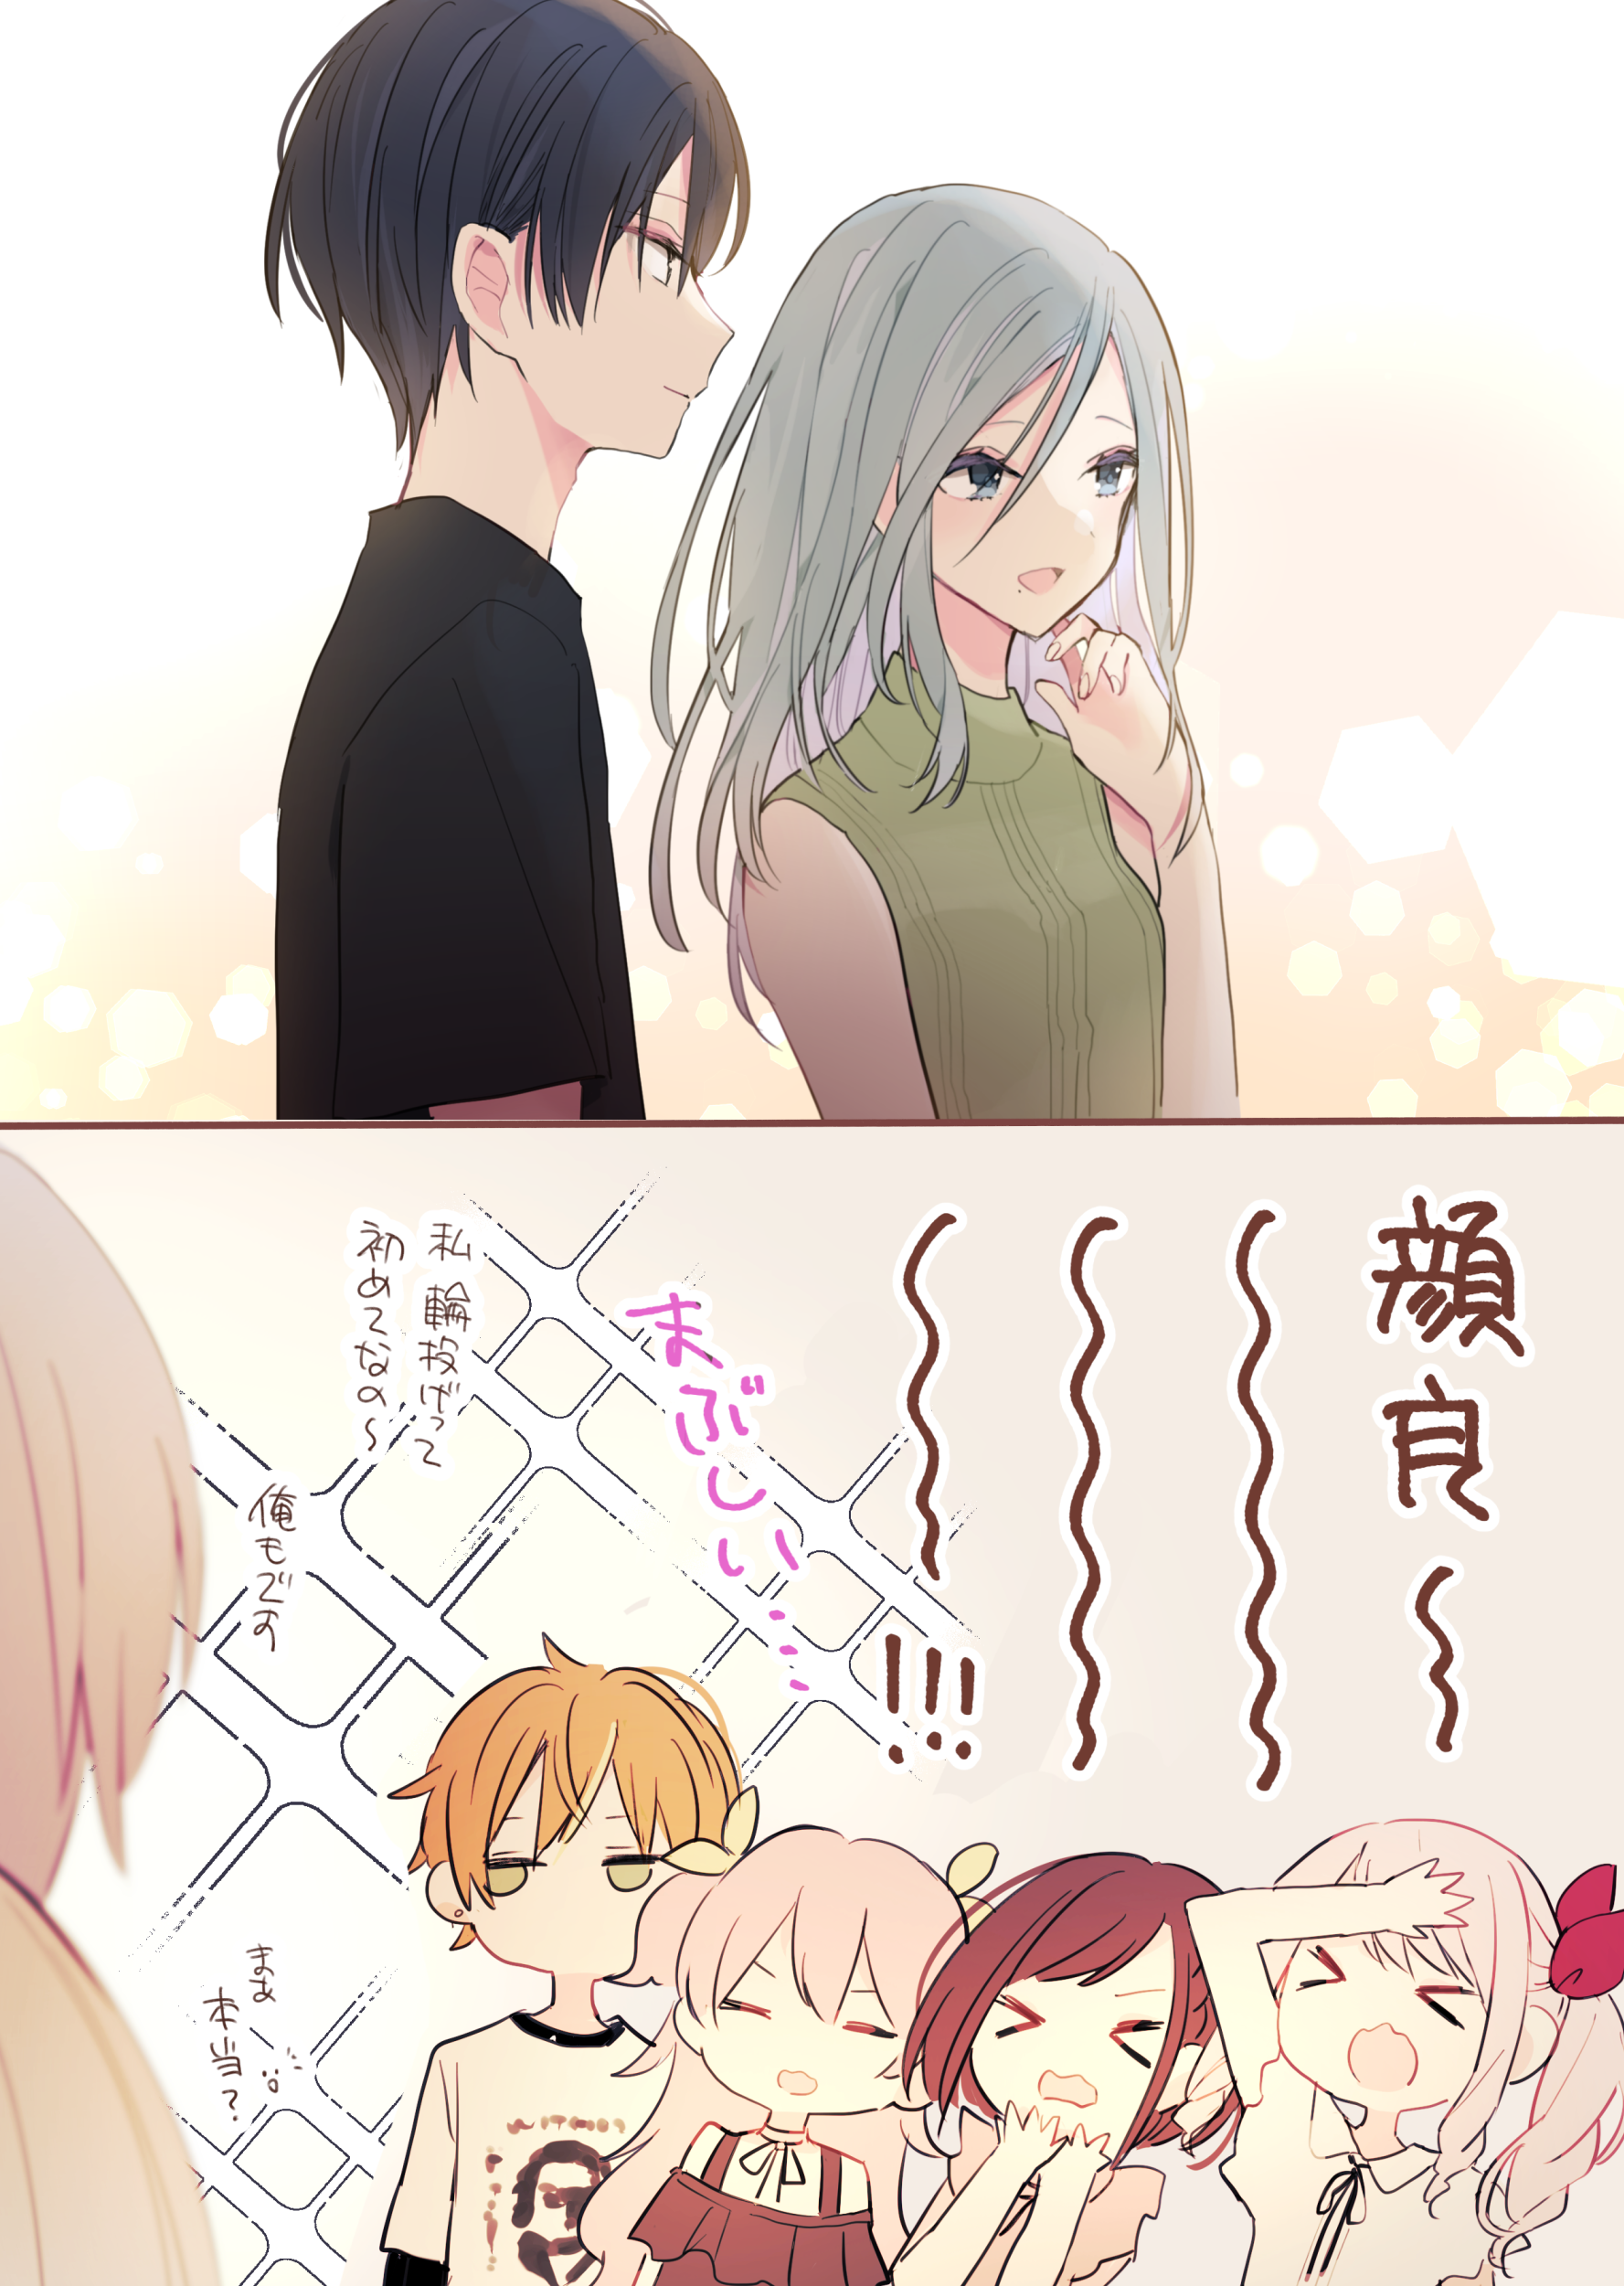 顔良〜〜〜〜!!!
まぶしい……
私 輪投げって
初めてなの〜
俺もです
まあ
本当?